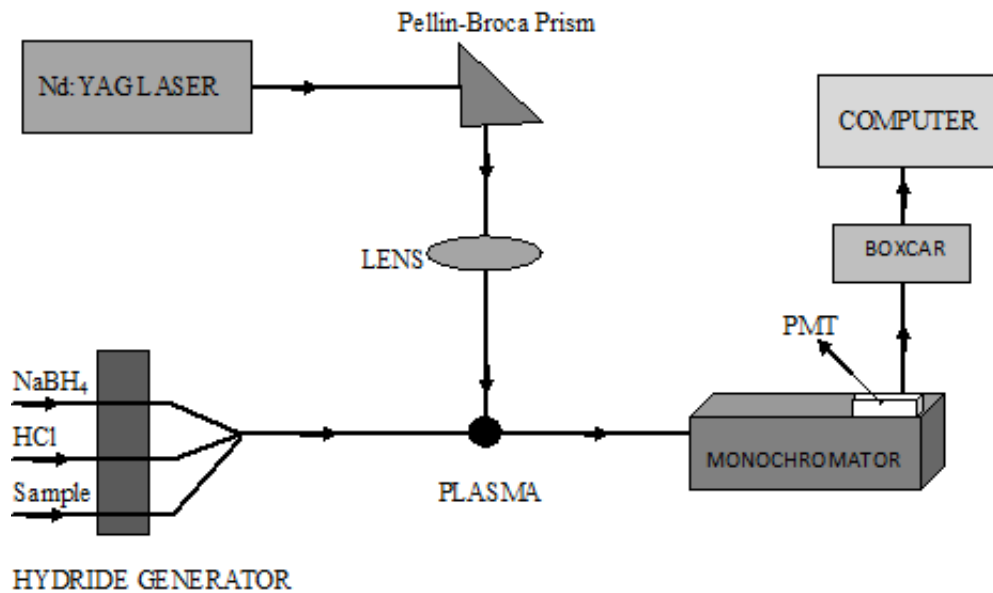 Pellin-Broca Prism
Nd:YAG LASER
COMPUTER
LENS
BOXCAR
PMT
NaBH₄
HCl
Sample
MONOCHROMATOR
PLASMA
HYDRIDE GENERATOR